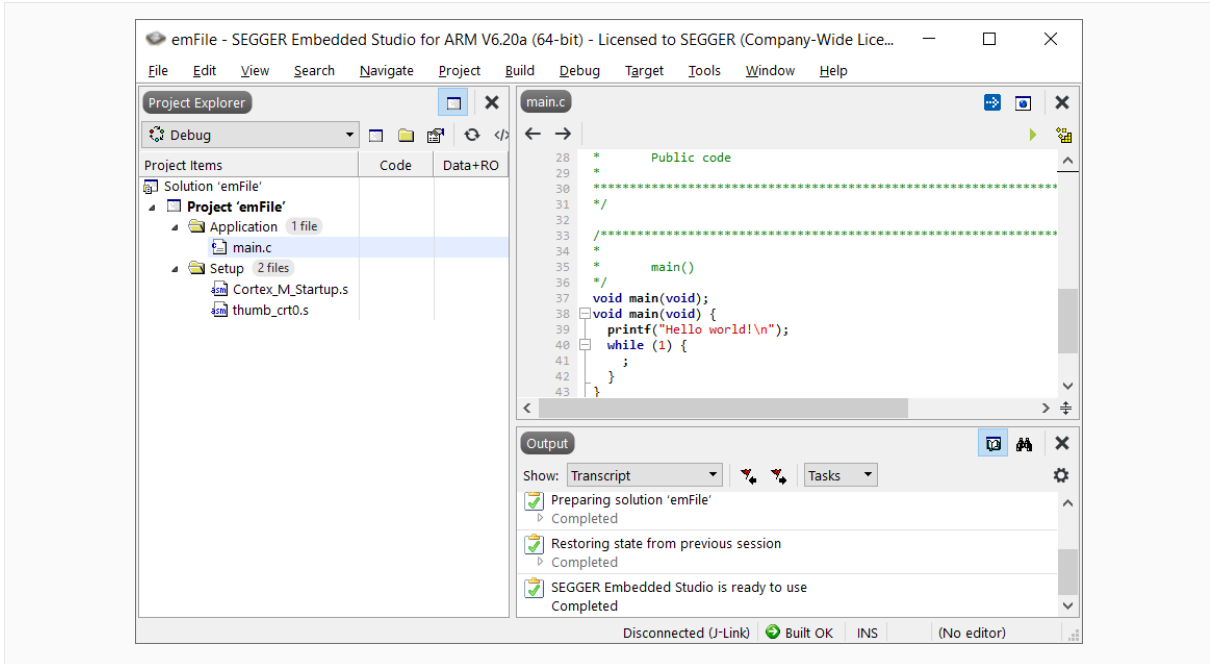 emFile - SEGGER Embedded Studio for ARM V6.20a (64-bit) - Licensed to SEGGER (Company-Wide Lice...
File Edit View Search Navigate Project Build Debug Target Tools Window Help
Project Explorer
Debug
Project Items Code Data+RO
Solution 'emFile'
Project 'emFile'
Application 1 file
main.c
Setup 2 files
Cortex_M_Startup.s
thumb_crt0.s
main.c
28 * Public code
29 *
30 **********************************************************************
31 */
32
33 /*********************************************************************
34 *
35 * main()
36 */
37 void main(void);
38 void main(void) {
39 printf("Hello world!\n");
40 while (1) {
41 ;
42 }
43 }
Output
Show: Transcript Tasks
Preparing solution 'emFile'
Completed
Restoring state from previous session
Completed
SEGGER Embedded Studio is ready to use
Completed
Disconnected (J-Link) Built OK INS (No editor)